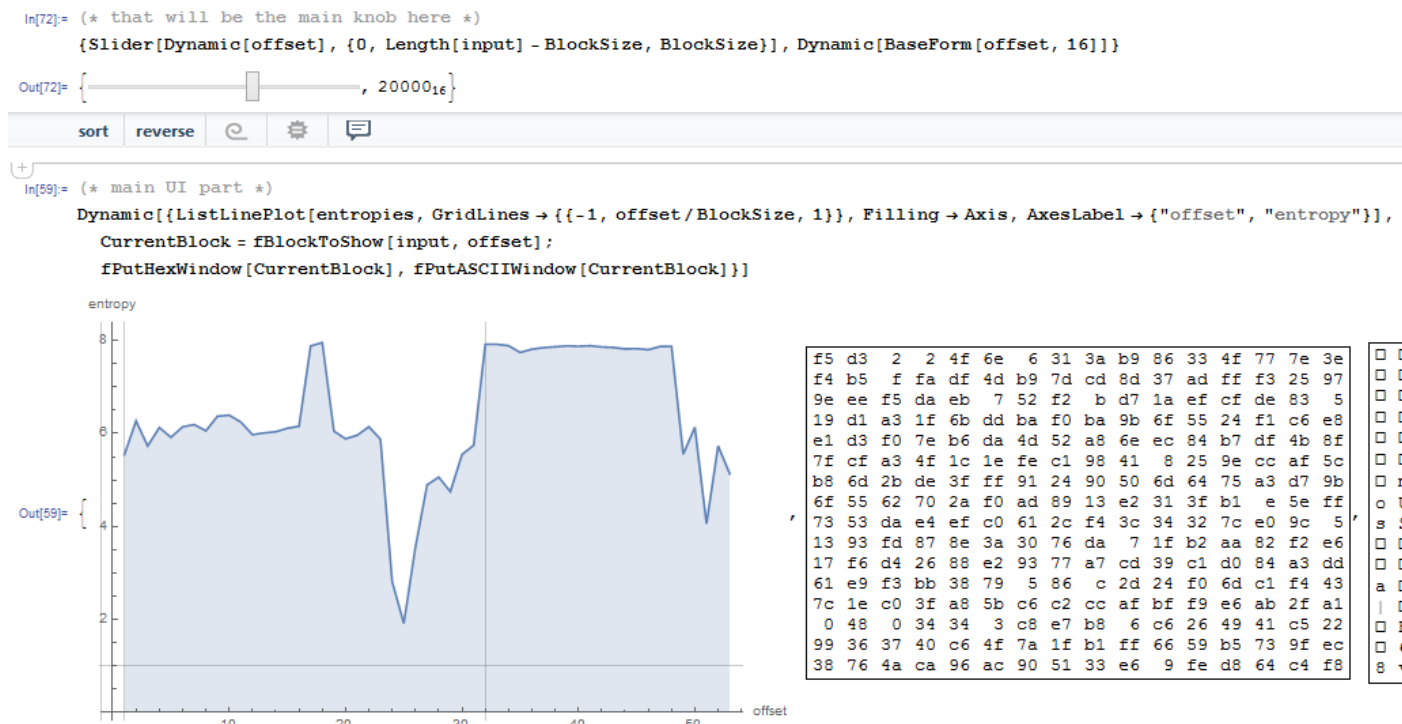 In[72]:= (* that will be the main knob here *)
{Slider[Dynamic[offset], {0, Length[input] - BlockSize, BlockSize}], Dynamic[BaseForm[offset, 16]]}
Out[72]= { , 20000₁₆}
sort reverse
In[59]:= (* main UI part *)
Dynamic[{ListLinePlot[entropies, GridLines → {{-1, offset / BlockSize, 1}}, Filling → Axis, AxesLabel → {"offset", "entropy"}],
CurrentBlock = fBlockToShow[input, offset];
fPutHexWindow[CurrentBlock], fPutASCIIWindow[CurrentBlock]}]
entropy
8
6
4
2
10 20 30 40 50 offset
Out[59]= { , ,
f5 d3 2 2 4f 6e 6 31 3a b9 86 33 4f 77 7e 3e
f4 b5 f fa df 4d b9 7d cd 8d 37 ad ff f3 25 97
9e ee f5 da eb 7 52 f2 b d7 1a ef cf de 83 5
19 d1 a3 1f 6b dd ba f0 ba 9b 6f 55 24 f1 c6 e8
e1 d3 f0 7e b6 da 4d 52 a8 6e ec 84 b7 df 4b 8f
7f cf a3 4f 1c 1e fe c1 98 41 8 25 9e cc af 5c
b8 6d 2b de 3f ff 91 24 90 50 6d 64 75 a3 d7 9b
6f 55 62 70 2a f0 ad 89 13 e2 31 3f b1 e 5e ff
73 53 da e4 ef c0 61 2c f4 3c 34 32 7c e0 9c 5
13 93 fd 87 8e 3a 30 76 da 7 1f b2 aa 82 f2 e6
17 f6 d4 26 88 e2 93 77 a7 cd 39 c1 d0 84 a3 dd
61 e9 f3 bb 38 79 5 86 c 2d 24 f0 6d c1 f4 43
7c 1e c0 3f a8 5b c6 c2 cc af bf f9 e6 ab 2f a1
0 48 0 34 34 3 c8 e7 b8 6 c6 26 49 41 c5 22
99 36 37 40 c6 4f 7a 1f b1 ff 66 59 b5 73 9f ec
38 76 4a ca 96 ac 90 51 33 e6 9 fe d8 64 c4 f8
o
s
a
|
8